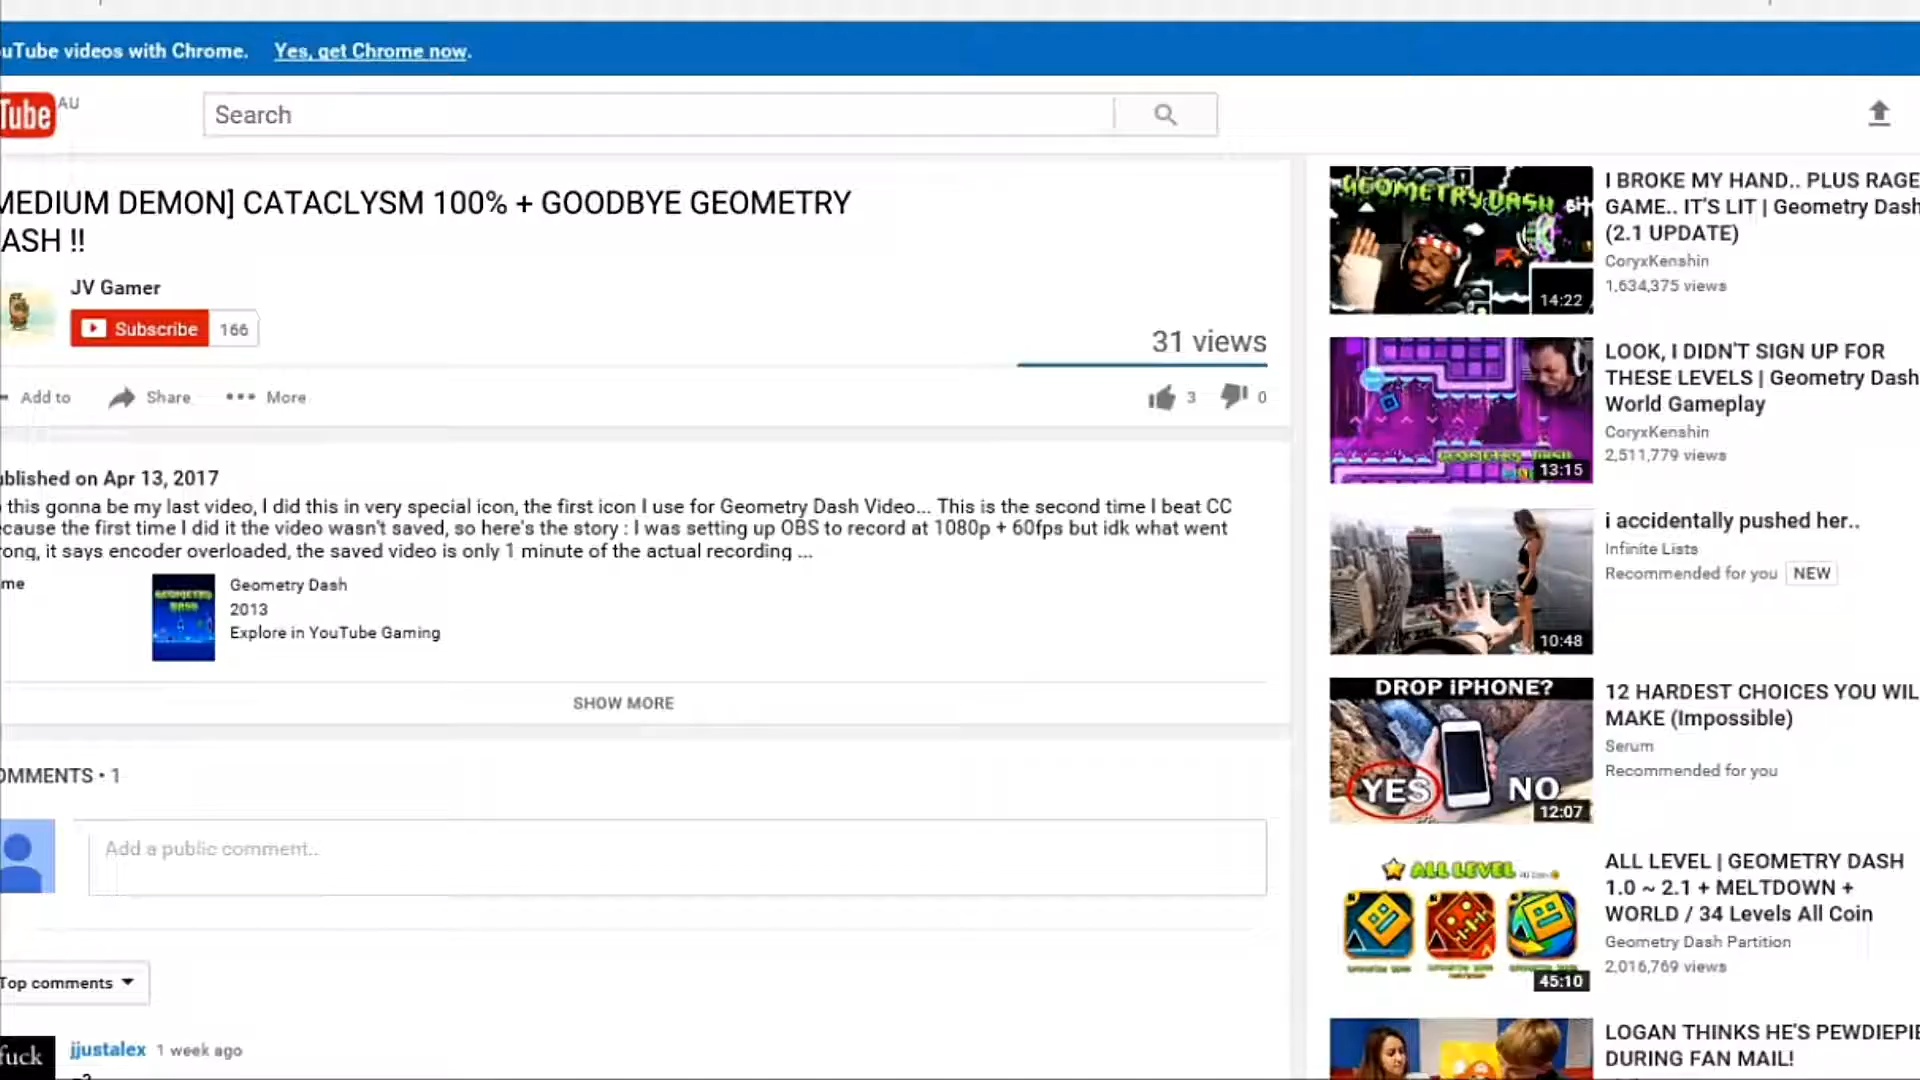 uTube videos with Chrome. Yes, get Chrome now.
Tube AU
Search
MEDIUM DEMON] CATACLYSM 100% + GOODBYE GEOMETRY
ASH !!
JV Gamer
Subscribe 166
31 views
Add to Share More
3 0
ublished on Apr 13, 2017
this gonna be my last video, I did this in very special icon, the first icon I use for Geometry Dash Video... This is the second time I beat CC
ecause the first time I did it the video wasn't saved, so here's the story : I was setting up OBS to record at 1080p + 60fps but idk what went
rong, it says encoder overloaded, the saved video is only 1 minute of the actual recording ...
me
GEOMETRY
DASH
Geometry Dash
2013
Explore in YouTube Gaming
SHOW MORE
OMMENTS • 1
Add a public comment..
Top comments
fuck
jjustalex 1 week ago
GEOMETRY DASH
14:22
I BROKE MY HAND.. PLUS RAGE
GAME.. IT'S LIT | Geometry Dash
(2.1 UPDATE)
CoryxKenshin
1,634,375 views
GEOMETRY DASH
13:15
LOOK, I DIDN'T SIGN UP FOR
THESE LEVELS | Geometry Dash
World Gameplay
CoryxKenshin
2,511,779 views
10:48
i accidentally pushed her..
Infinite Lists
Recommended for you NEW
DROP iPHONE?
YES NO
12:07
12 HARDEST CHOICES YOU WIL
MAKE (Impossible)
Serum
Recommended for you
ALL LEVEL
45:10
ALL LEVEL | GEOMETRY DASH
1.0 ~ 2.1 + MELTDOWN +
WORLD / 34 Levels All Coin
Geometry Dash Partition
2,016,769 views
LOGAN THINKS HE'S PEWDIEPIE
DURING FAN MAIL!